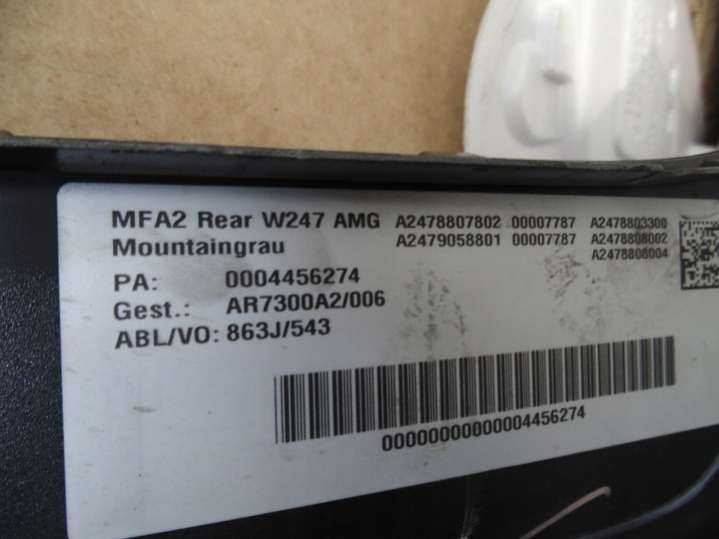 MFA2 Rear W247 AMG A2478807802 00007787 A2478803300
Mountaingrau A2479058801 00007787 A2478808002
A2478808004
PA: 0004456274
Gest.: AR7300A2/006
ABL/VO: 863J/543
00000000000004456274